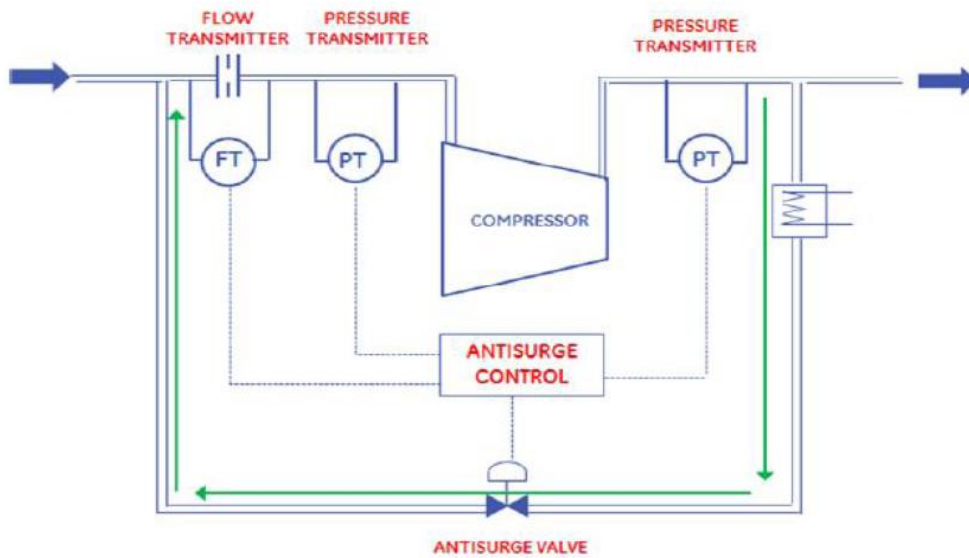 FLOW
TRANSMITTER
PRESSURE
TRANSMITTER
PRESSURE
TRANSMITTER
FT
PT
PT
COMPRESSOR
ANTISURGE
CONTROL
ANTISURGE VALVE